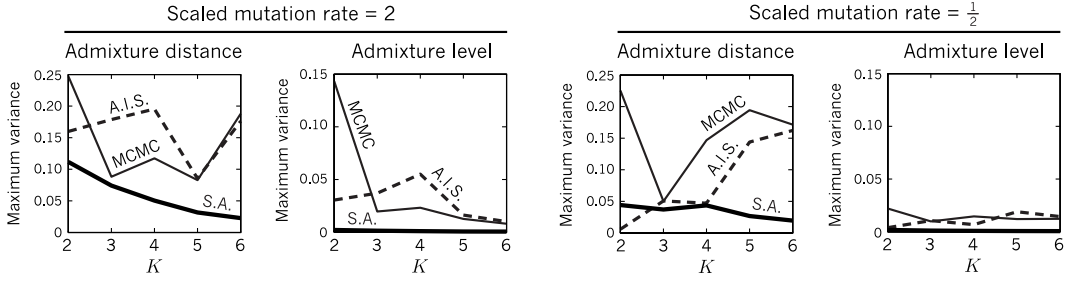 Scaled mutation rate = 2
Scaled mutation rate = 1/2
Admixture distance
Admixture level
Admixture distance
Admixture level
Maximum variance
0.25
0.20
0.15
0.10
0.05
0
A.I.S.
MCMC
S.A.
2 3 4 5 6
K
Maximum variance
0.15
0.10
0.05
0
MCMC
A.I.S.
S.A.
2 3 4 5 6
K
Maximum variance
0.25
0.20
0.15
0.10
0.05
0
MCMC
A.I.S.
S.A.
2 3 4 5 6
K
Maximum variance
0.15
0.10
0.05
0
2 3 4 5 6
K